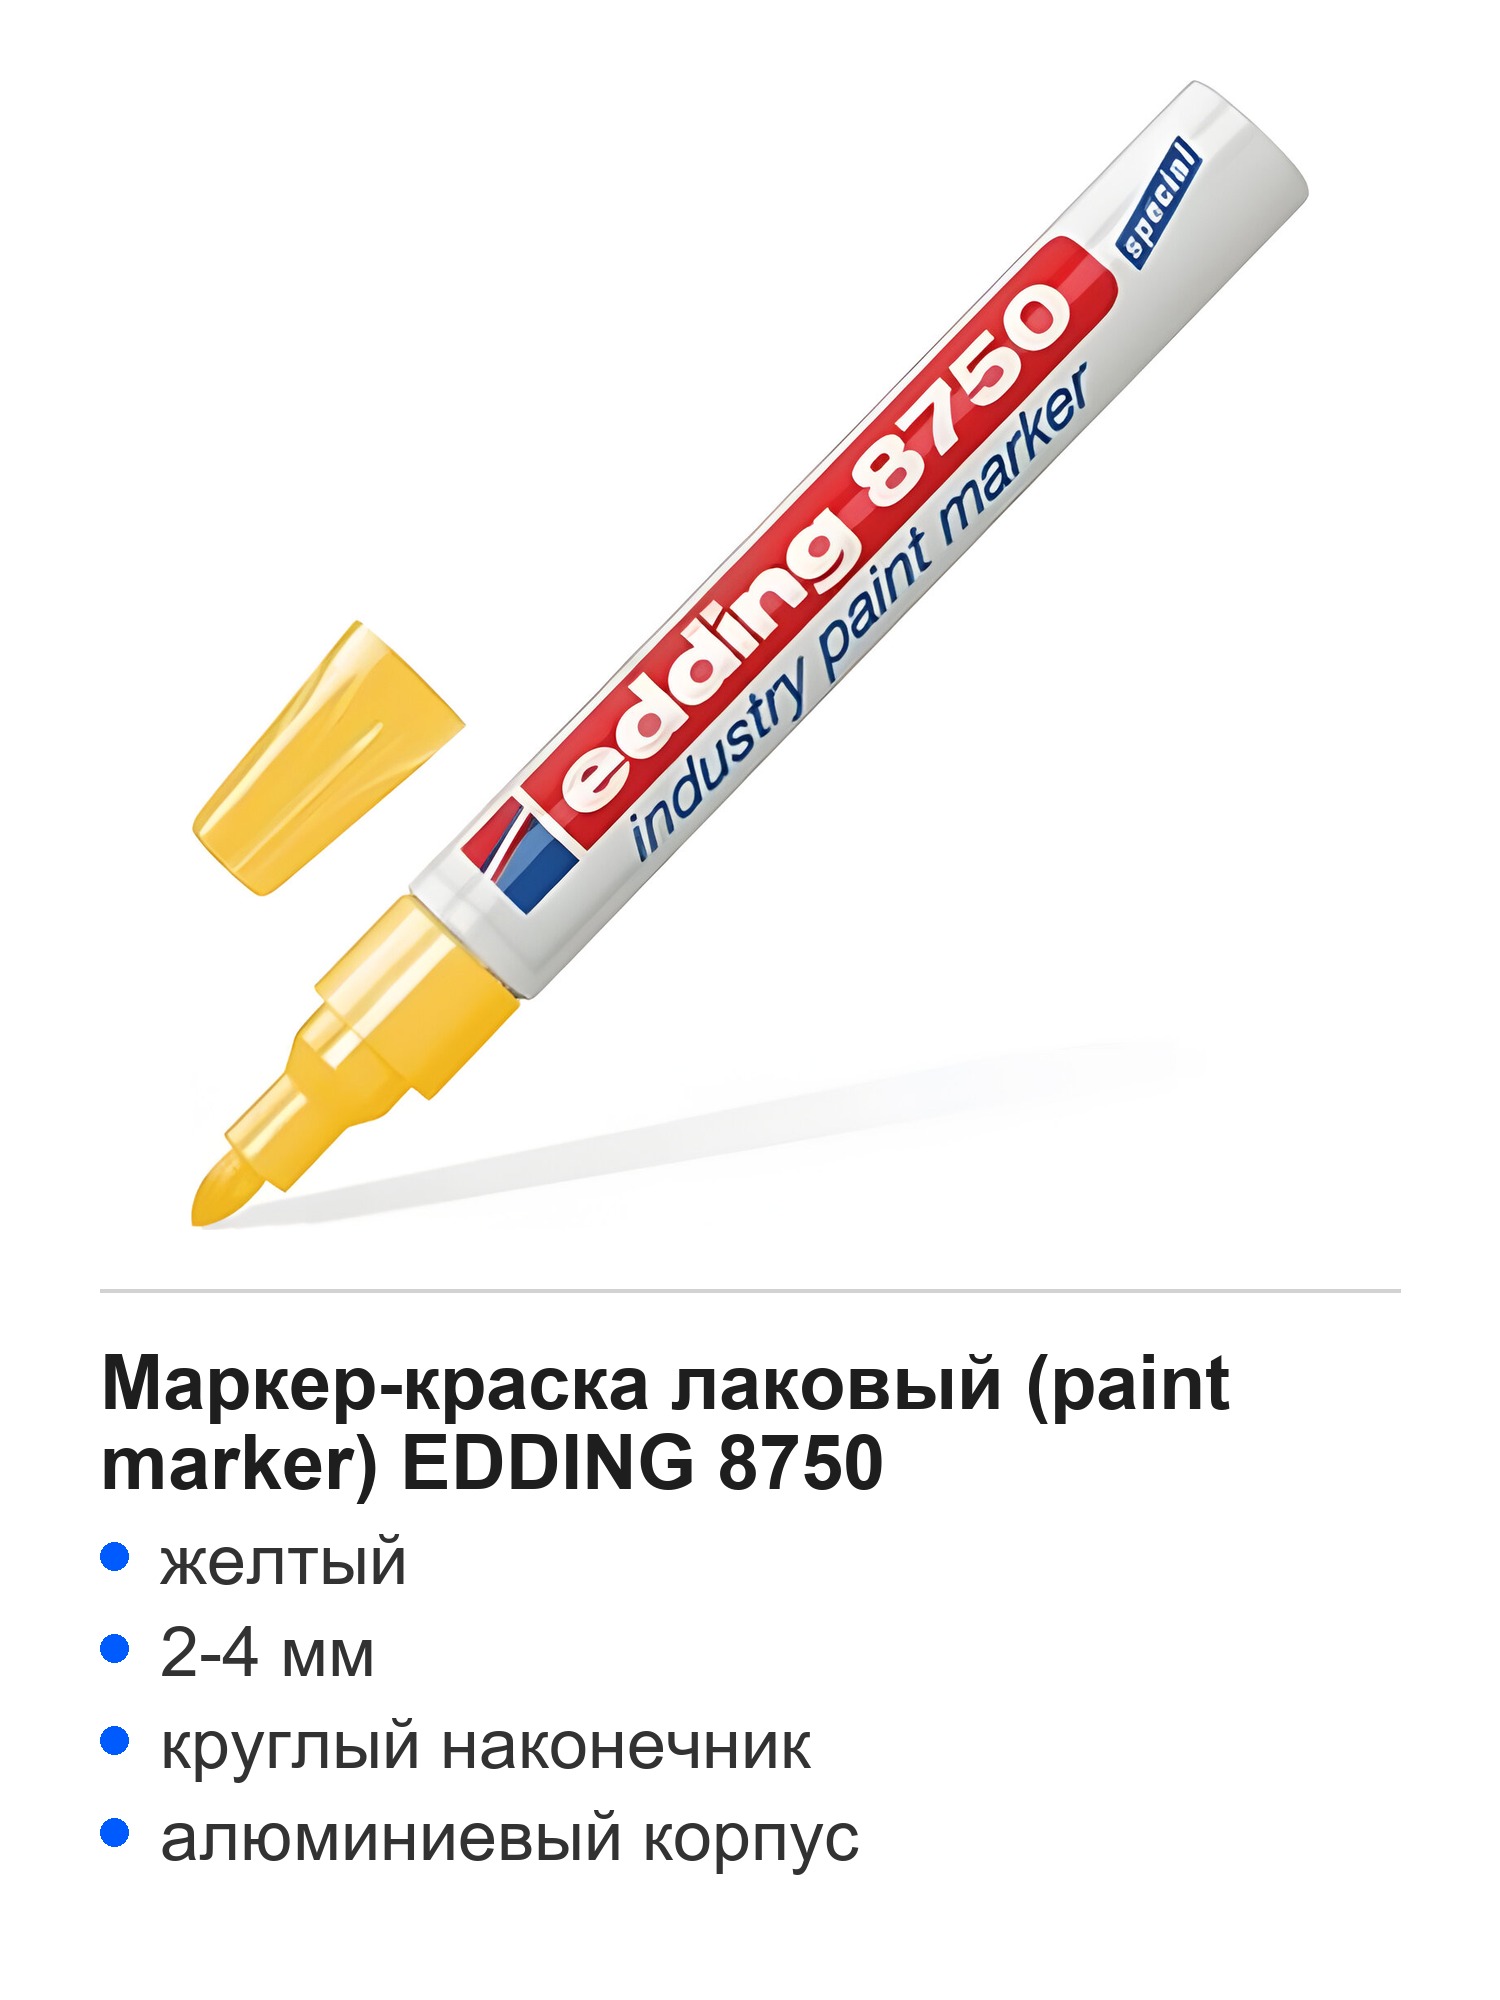 special
edding 8750
industry paint marker
Маркер-краска лаковый (paint
marker) EDDING 8750
желтый
2-4 мм
круглый наконечник
алюминиевый корпус